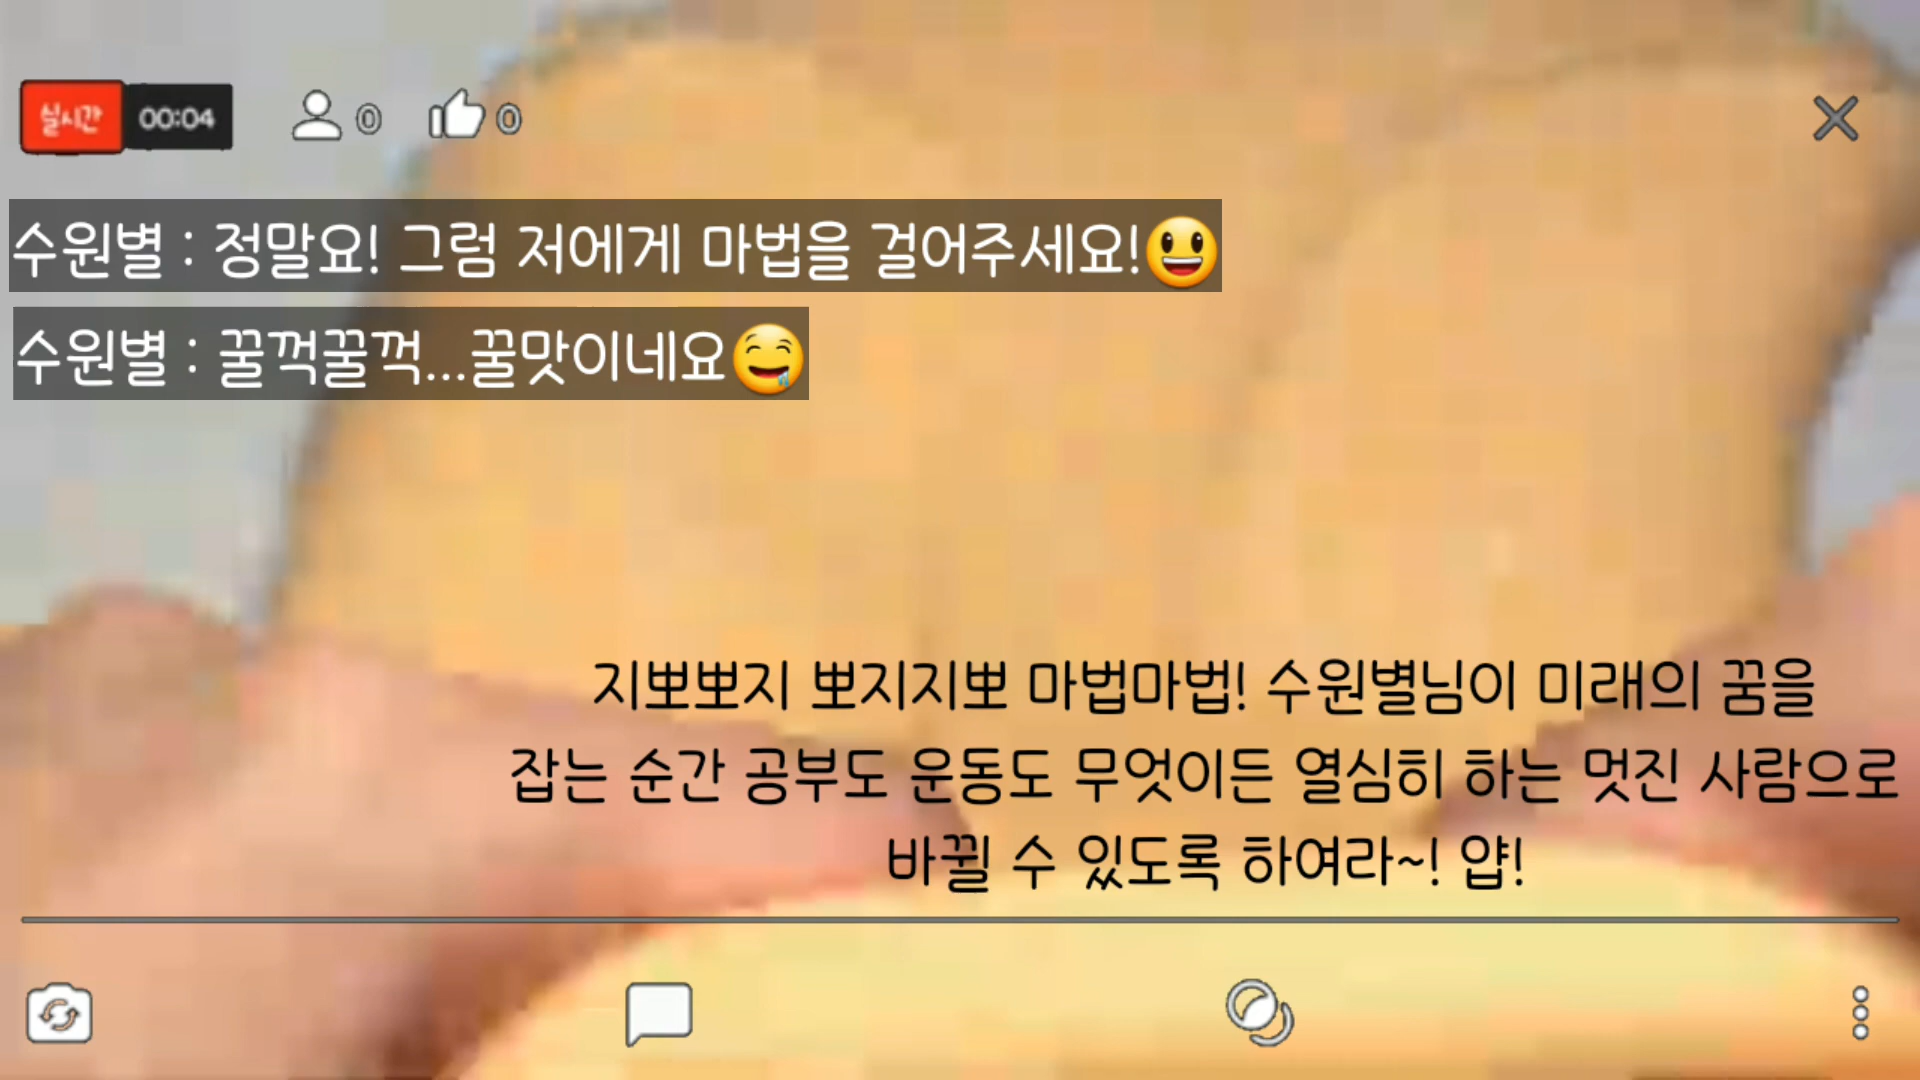 실시간 00:04 0 0
수원별 : 정말요! 그럼 저에게 마법을 걸어주세요!😃
수원별 : 꿀꺽꿀꺽...꿀맛이네요🤤
지뽀뽀지 뽀지지뽀 마법마법! 수원별님이 미래의 꿈을
잡는 순간 공부도 운동도 무엇이든 열심히 하는 멋진 사람으로
바뀔 수 있도록 하여라~! 얍!